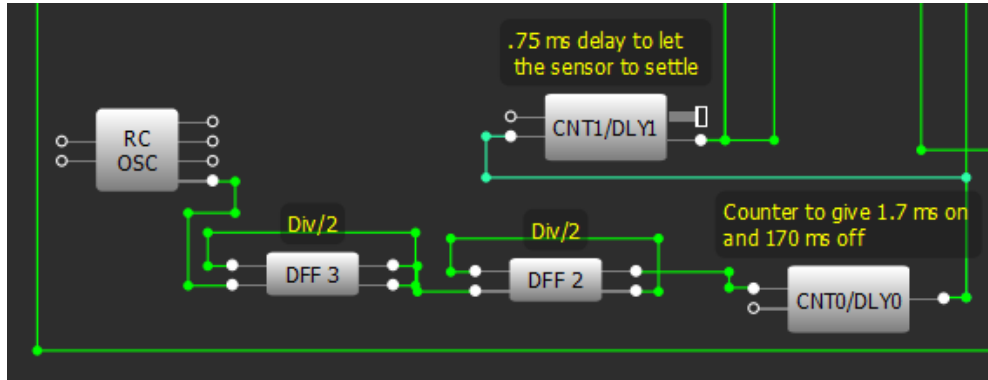 .75 ms delay to let
the sensor to settle
RC
OSC
CNT1/DLY1
Div/2
Div/2
Counter to give 1.7 ms on
and 170 ms off
DFF 3
DFF 2
CNT0/DLY0